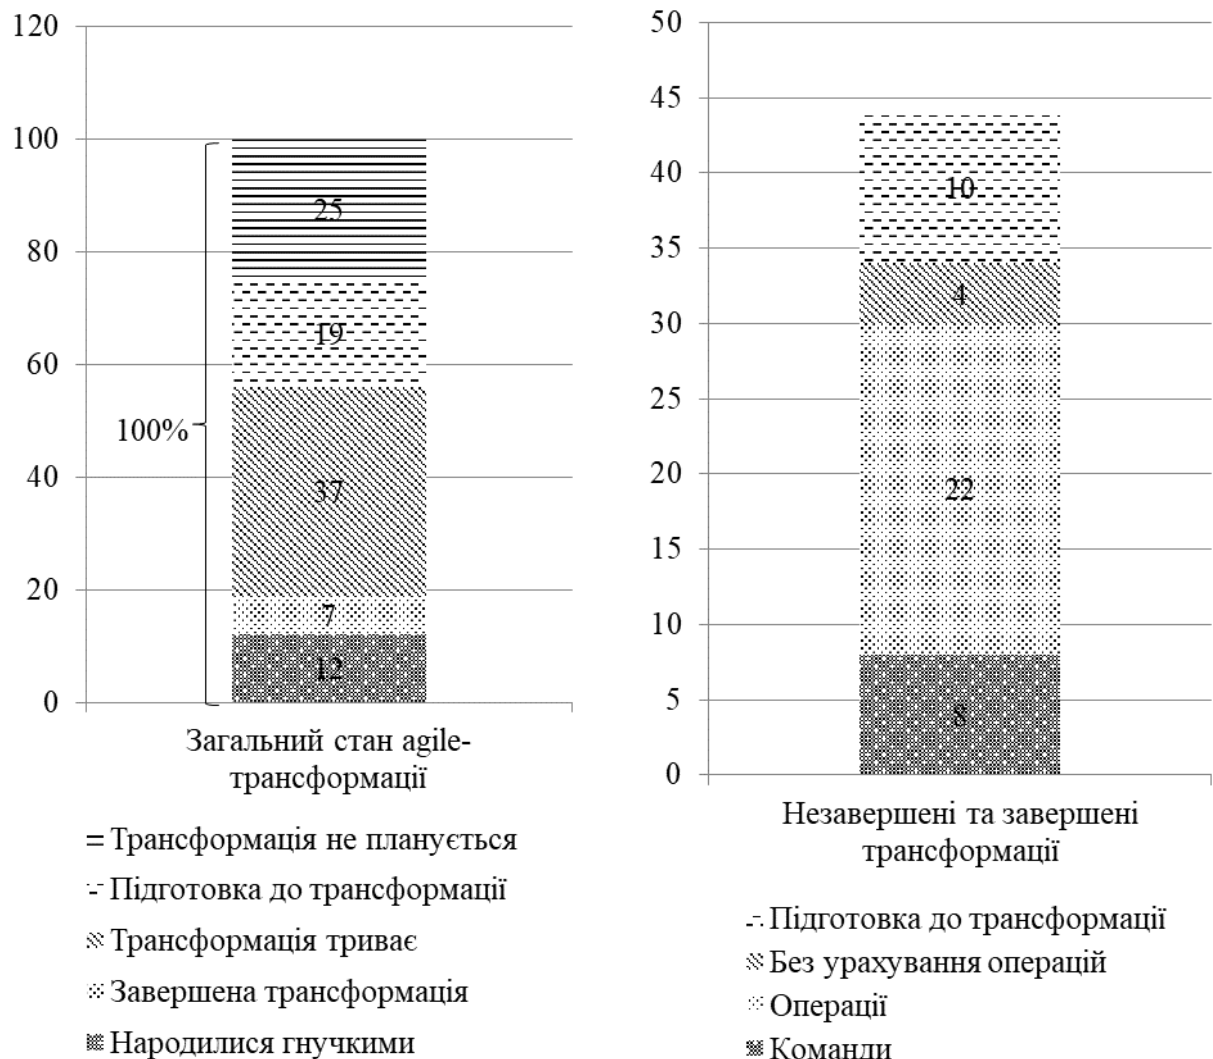 120
100
80
60
40
20
0
25
19
37
7
12
100%
Загальний стан agile-
трансформації
Трансформація не планується
Підготовка до трансформації
Трансформація триває
Завершена трансформація
Народилися гнучкими
50
45
40
35
30
25
20
15
10
5
0
10
4
22
8
Незавершені та завершені
трансформації
Підготовка до трансформації
Без урахування операцій
Операції
Команди